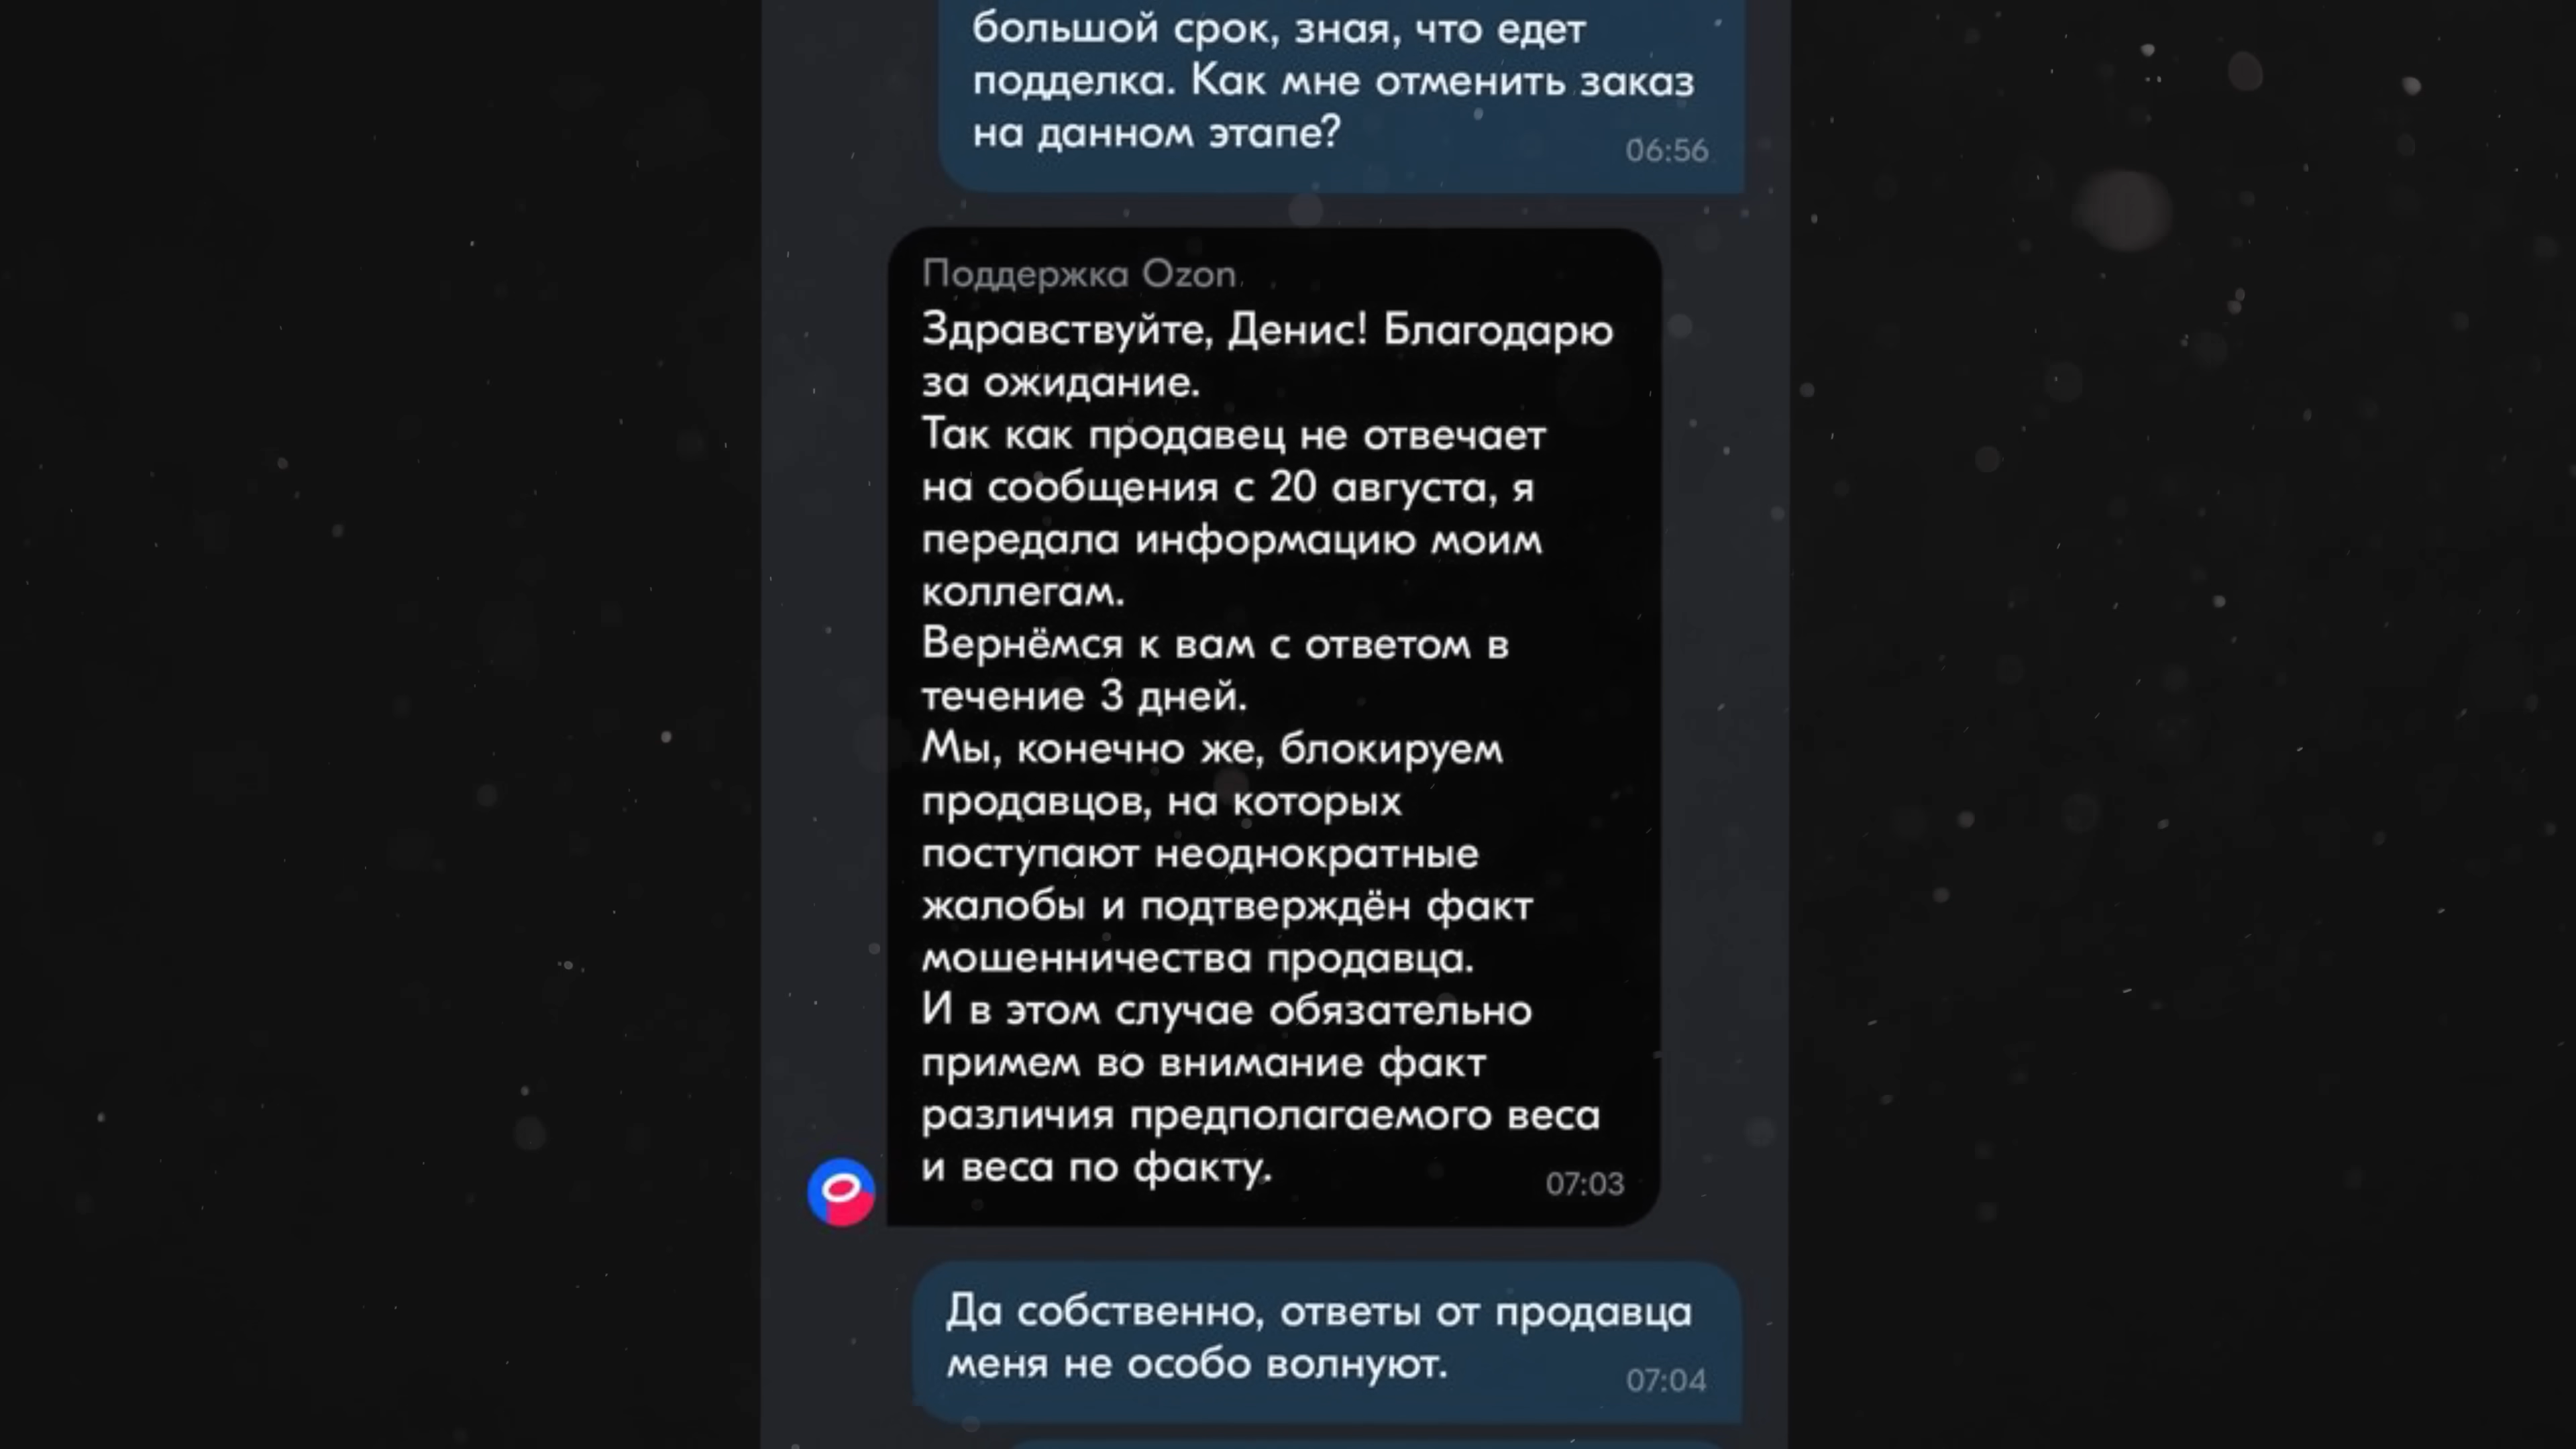 большой срок, зная, что едет
подделка. Как мне отменить заказ
на данном этапе?
06:56
Поддержка Ozon
Здравствуйте, Денис! Благодарю
за ожидание.
Так как продавец не отвечает
на сообщения с 20 августа, я
передала информацию моим
коллегам.
Вернёмся к вам с ответом в
течение 3 дней.
Мы, конечно же, блокируем
продавцов, на которых
поступают неоднократные
жалобы и подтверждён факт
мошенничества продавца.
И в этом случае обязательно
примем во внимание факт
различия предполагаемого веса
и веса по факту.
07:03
Да собственно, ответы от продавца
меня не особо волнуют.
07:04